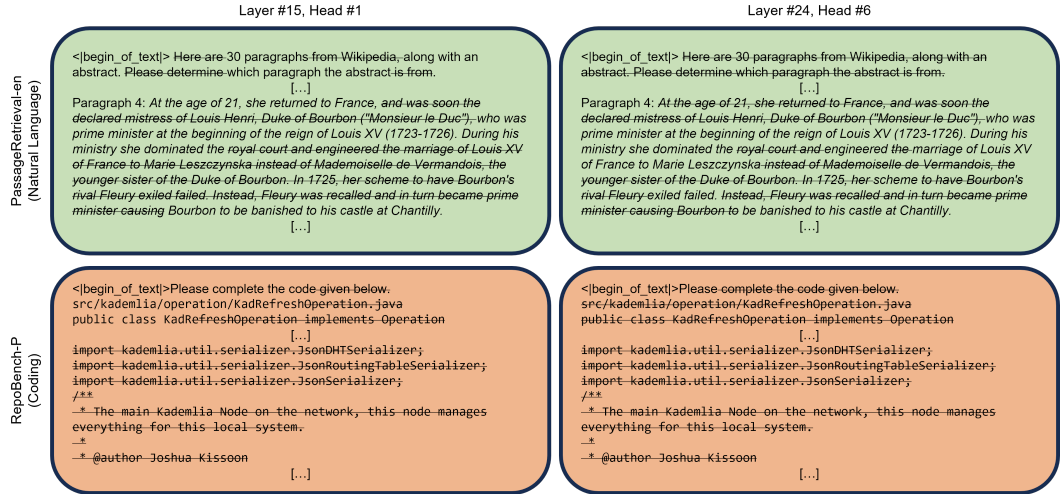 Layer #15, Head #1
Layer #24, Head #6
PassageRetrieval-en
(Natural Language)
<|begin_of_text|> Here are 30 paragraphs from Wikipedia, along with an
abstract. Please determine which paragraph the abstract is from.
[…]
Paragraph 4: At the age of 21, she returned to France, and was soon the
declared mistress of Louis Henri, Duke of Bourbon ("Monsieur le Duc"), who was
prime minister at the beginning of the reign of Louis XV (1723-1726). During his
ministry she dominated the royal court and engineered the marriage of Louis XV
of France to Marie Leszczynska instead of Mademoiselle de Vermandois, the
younger sister of the Duke of Bourbon. In 1725, her scheme to have Bourbon's
rival Fleury exiled failed. Instead, Fleury was recalled and in turn became prime
minister causing Bourbon to be banished to his castle at Chantilly.
[…]
<|begin_of_text|> Here are 30 paragraphs from Wikipedia, along with an
abstract. Please determine which paragraph the abstract is from.
[…]
Paragraph 4: At the age of 21, she returned to France, and was soon the
declared mistress of Louis Henri, Duke of Bourbon ("Monsieur le Duc"), who was
prime minister at the beginning of the reign of Louis XV (1723-1726). During his
ministry she dominated the royal court and engineered the marriage of Louis XV
of France to Marie Leszczynska instead of Mademoiselle de Vermandois, the
younger sister of the Duke of Bourbon. In 1725, her scheme to have Bourbon's
rival Fleury exiled failed. Instead, Fleury was recalled and in turn became prime
minister causing Bourbon to be banished to his castle at Chantilly.
[…]
RepoBench-P
(Coding)
<|begin_of_text|>Please complete the code given below.
src/kademlia/operation/KadRefreshOperation.java
public class KadRefreshOperation implements Operation
[…]
import kademlia.util.serializer.JsonDHTSerializer;
import kademlia.util.serializer.JsonRoutingTableSerializer;
import kademlia.util.serializer.JsonSerializer;
/**
* The main Kademlia Node on the network, this node manages
everything for this local system.
*
* @author Joshua Kissoon
[…]
<|begin_of_text|>Please complete the code given below.
src/kademlia/operation/KadRefreshOperation.java
public class KadRefreshOperation implements Operation
[…]
import kademlia.util.serializer.JsonDHTSerializer;
import kademlia.util.serializer.JsonRoutingTableSerializer;
import kademlia.util.serializer.JsonSerializer;
/**
* The main Kademlia Node on the network, this node manages
everything for this local system.
*
* @author Joshua Kissoon
[…]